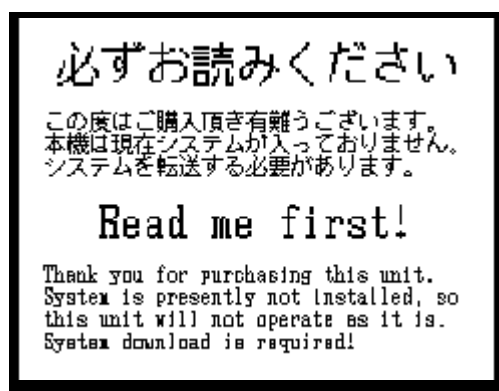 必ずお読みください
この度はご購入頂き有難うございます。
本機は現在システムが入っておりません。
システムを転送する必要があります。
Read me first!
Thank you for purchasing this unit.
System is presently not installed, so
this unit will not operate as it is.
System download is required!